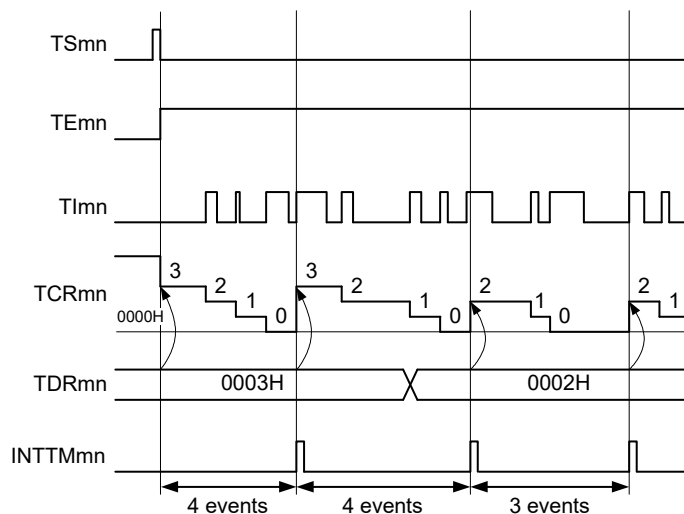 TSmn
TEmn
TImn
TCRmn
3 2 1 0 3 2 1 0 2 1 0 2 1
0000H
TDRmn
0003H 0002H
INTTMmn
4 events 4 events 3 events